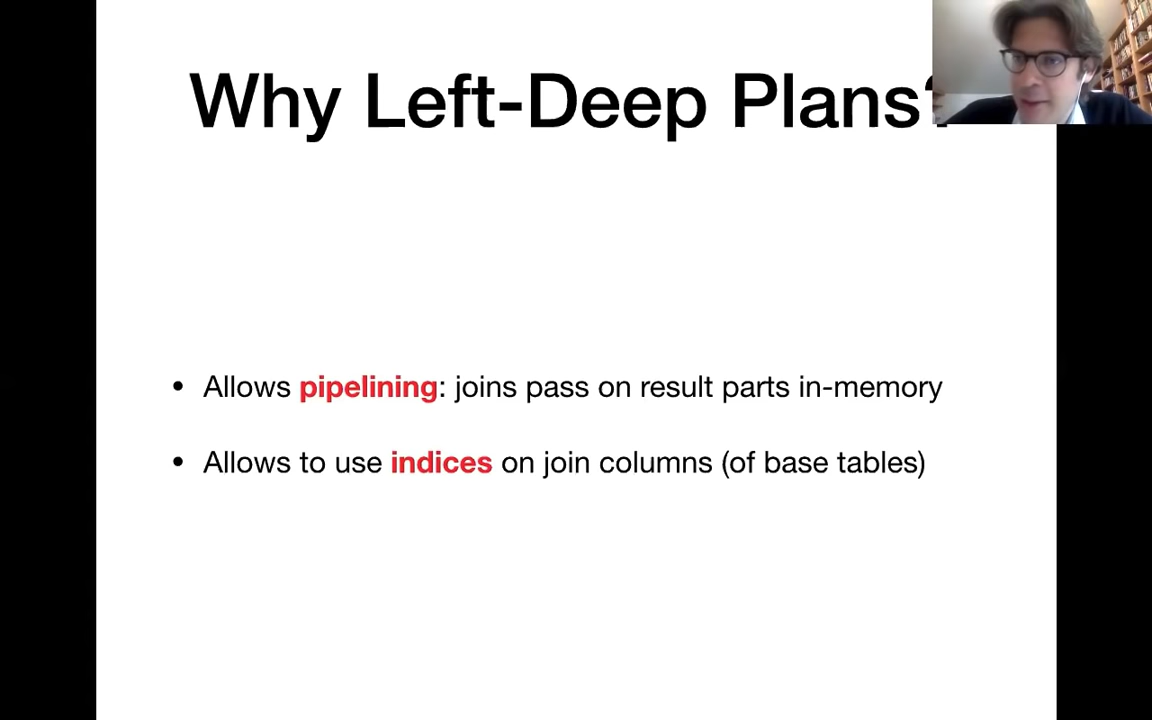 Why Left-Deep Plans?
• Allows pipelining: joins pass on result parts in-memory
• Allows to use indices on join columns (of base tables)